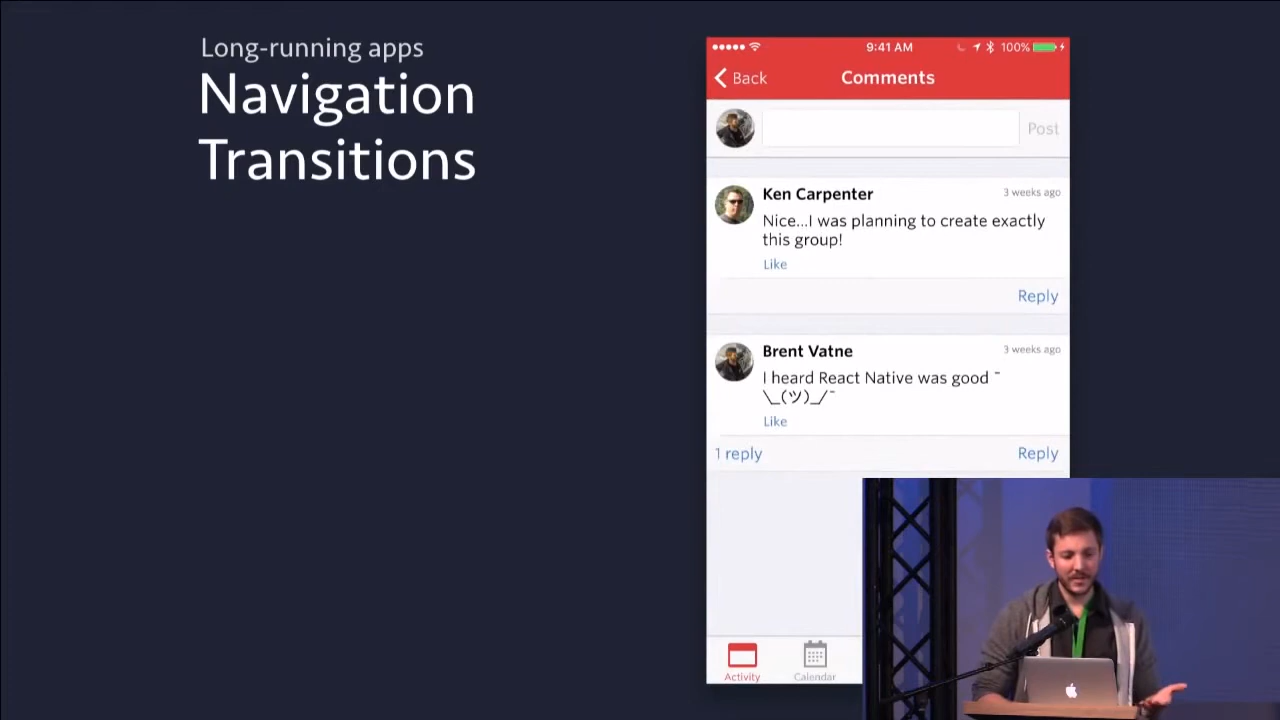 Long-running apps
Navigation
Transitions
9:41 AM
100%
Back
Comments
Post
Ken Carpenter
3 weeks ago
Nice...I was planning to create exactly
this group!
Like
Reply
Brent Vatne
3 weeks ago
I heard React Native was good ¯
\_(ツ)_/¯
Like
1 reply
Reply
Activity
Calendar